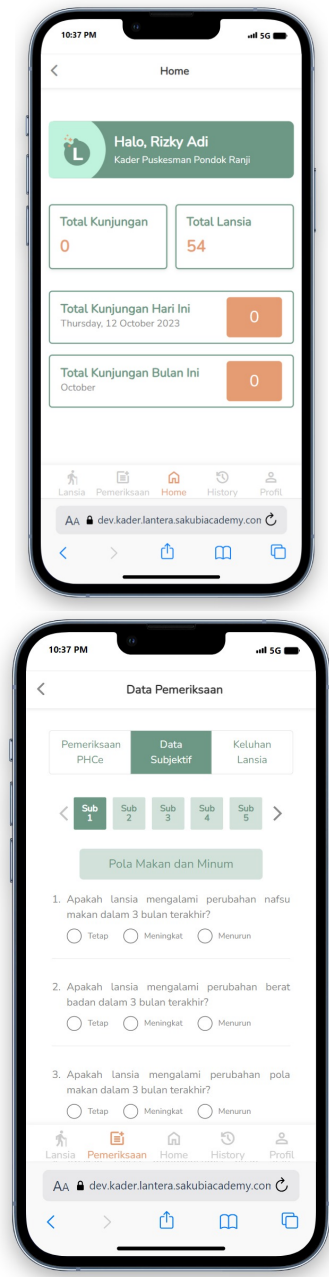 10:37 PM
5G
Home
L
Halo, Rizky Adi
Kader Puskesman Pondok Ranji
Total Kunjungan
0
Total Lansia
54
Total Kunjungan Hari Ini
Thursday, 12 October 2023
0
Total Kunjungan Bulan Ini
October
0
Lansia Pemeriksaan Home History Profil
AA dev.kader.lantera.sakubiacademy.con
10:37 PM
5G
Data Pemeriksaan
Pemeriksaan
PHCe
Data
Subjektif
Keluhan
Lansia
Sub
1
Sub
2
Sub
3
Sub
4
Sub
5
Pola Makan dan Minum
1. Apakah lansia mengalami perubahan nafsu
makan dalam 3 bulan terakhir?
Tetap Meningkat Menurun
2. Apakah lansia mengalami perubahan berat
badan dalam 3 bulan terakhir?
Tetap Meningkat Menurun
3. Apakah lansia mengalami perubahan pola
makan dalam 3 bulan terakhir?
Tetap Meningkat Menurun
Lansia Pemeriksaan Home History Profil
AA dev.kader.lantera.sakubiacademy.con